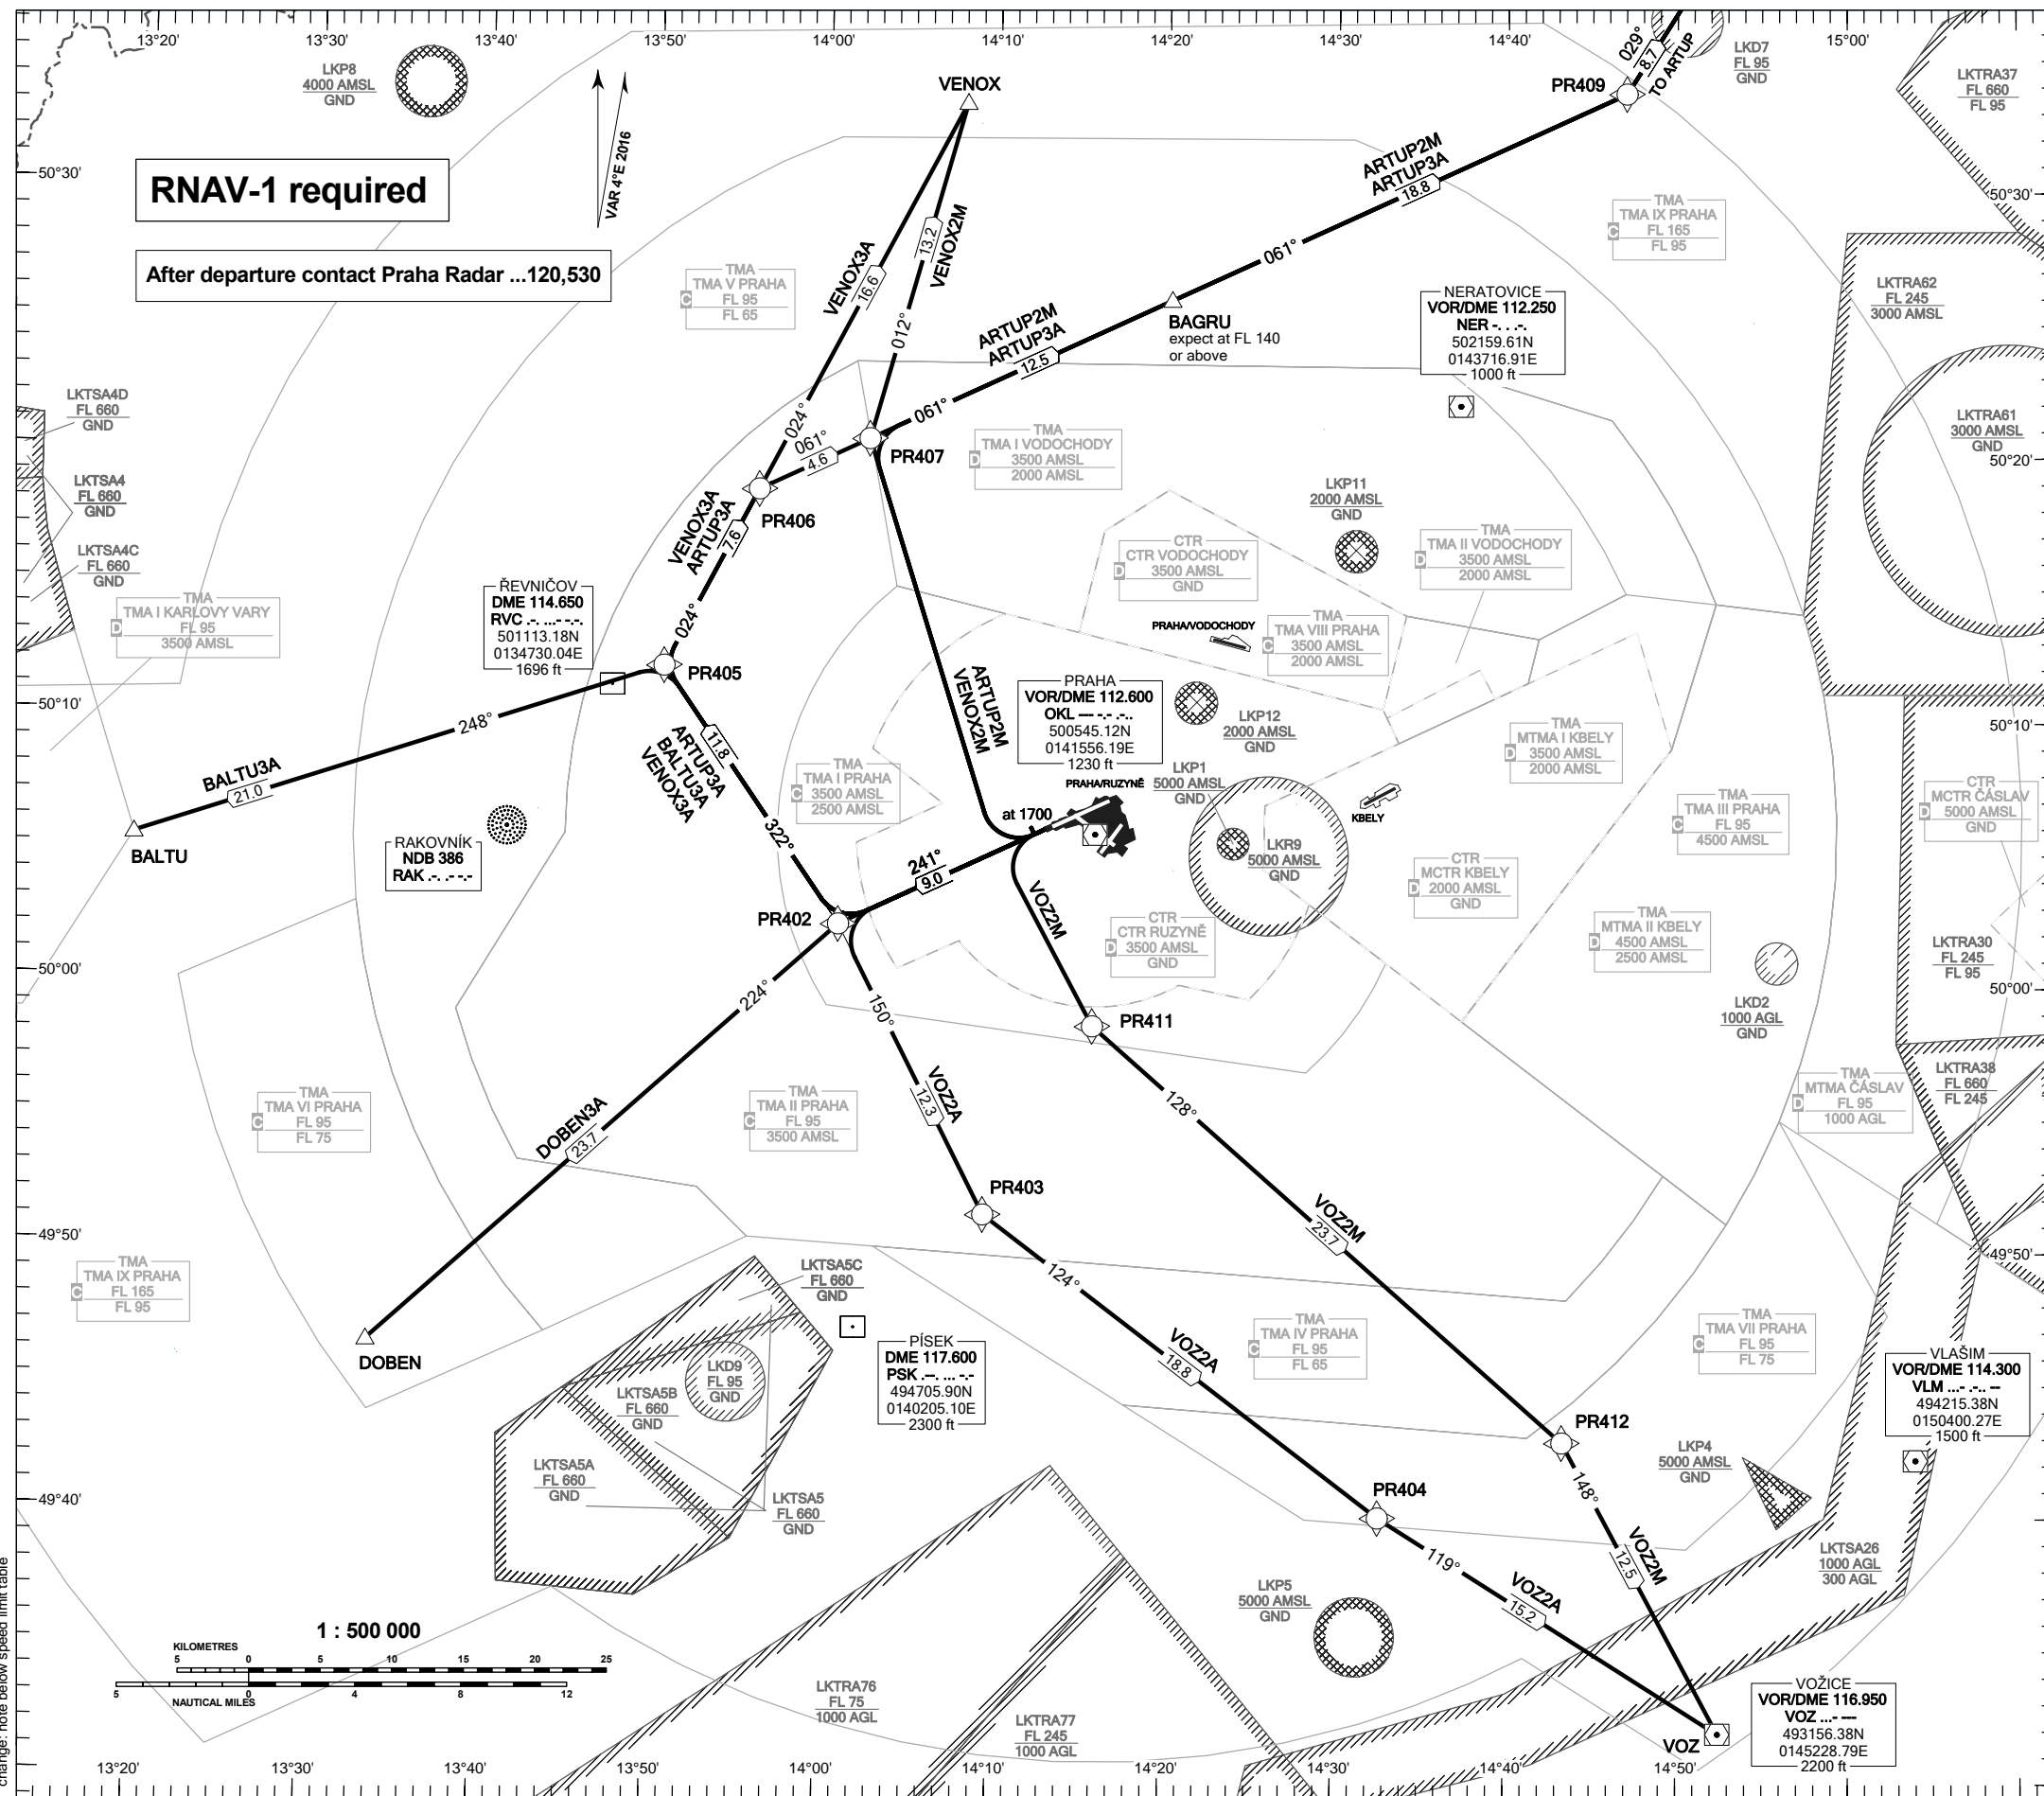 13°20'
13°30'
13°40'
13°50'
14°00'
14°10'
14°20'
14°30'
14°40'
15°00'
LKP8
4000 AMSL
GND
VAR 4°E 2016
VENOX
PR409
029°
8.7
TO ARTUP
LKD7
FL 95
GND
LKTRA37
FL 660
FL 95
50°30'
50°30'
RNAV-1 required
After departure contact Praha Radar ...120,530
ARTUP2M
ARTUP3A
18.8
TMA
TMA IX PRAHA
C
FL 165
FL 95
VENOX3A
16.6
13.2
VENOX2M
061°
TMA
TMA V PRAHA
C
FL 95
FL 65
LKTRA62
FL 245
3000 AMSL
NERATOVICE
VOR/DME 112.250
NER -. . .-.
502159.61N
0143716.91E
1000 ft
012°
ARTUP2M
ARTUP3A
12.5
BAGRU
expect at FL 140
or above
LKTSA4D
FL 660
GND
024°
061°
4.6
061°
PR407
TMA
TMA I VODOCHODY
D
3500 AMSL
2000 AMSL
LKTRA61
3000 AMSL
GND
50°20'
LKTSA4
FL 660
GND
VENOX3A
ARTUP3A
7.6
PR406
LKP11
2000 AMSL
GND
LKTSA4C
FL 660
GND
CTR
CTR VODOCHODY
D
3500 AMSL
GND
TMA
TMA II VODOCHODY
D
3500 AMSL
2000 AMSL
TMA
TMA I KARLOVY VARY
D
FL 95
3500 AMSL
ŘEVNIČOV
DME 114.650
RVC .-. ...- -.-.
501113.18N
0134730.04E
1696 ft
024°
PR405
PRAHA/VODOCHODY
TMA
TMA VIII PRAHA
C
3500 AMSL
2000 AMSL
50°10'
50°10'
248°
BALTU3A
21.0
BALTU
11.8
ARTUP3A
BALTU3A
VENOX3A
322°
ARTUP2M
VENOX2M
PRAHA
VOR/DME 112.600
OKL --- -.- .-..
500545.12N
0141556.19E
1230 ft
LKP12
2000 AMSL
GND
TMA
MTMA I KBELY
D
3500 AMSL
2000 AMSL
TMA
TMA I PRAHA
C
3500 AMSL
2500 AMSL
PRAHA/RUZYNĚ
at 1700
LKP1
5000 AMSL
GND
KBELY
TMA
TMA III PRAHA
C
FL 95
4500 AMSL
CTR
MCTR ČÁSLAV
D
5000 AMSL
GND
RAKOVNÍK
NDB 386
RAK .-. .- -.-
LKR9
5000 AMSL
GND
CTR
MCTR KBELY
D
2000 AMSL
GND
241°
9.0
PR402
VOZ2M
CTR
CTR RUZYNĚ
D
3500 AMSL
GND
TMA
MTMA II KBELY
D
4500 AMSL
2500 AMSL
LKTRA30
FL 245
FL 95
50°00'
50°00'
224°
150°
PR411
LKD2
1000 AGL
GND
128°
TMA
TMA VI PRAHA
C
FL 95
FL 75
DOBEN3A
23.7
TMA
TMA II PRAHA
C
FL 95
3500 AMSL
VOZ2A
12.3
TMA
MTMA ČÁSLAV
D
FL 95
1000 AGL
LKTRA38
FL 660
FL 245
PR403
VOZ2M
23.7
49°50'
49°50'
TMA
TMA IX PRAHA
C
FL 165
FL 95
124°
LKTSA5C
FL 660
GND
DOBEN
LKD9
FL 95
GND
LKTSA5B
FL 660
GND
PÍSEK
DME 117.600
PSK .--. ... -.-
494705.90N
0140205.10E
2300 ft
VOZ2A
18.8
TMA
TMA IV PRAHA
C
FL 95
FL 65
TMA
TMA VII PRAHA
C
FL 95
FL 75
VLAŠIM
VOR/DME 114.300
VLM ...- .-.. --
494215.38N
0150400.27E
1500 ft
PR412
LKTSA5A
FL 660
GND
LKTSA5
FL 660
GND
49°40'
PR404
148°
LKP4
5000 AMSL
GND
119°
VOZ2M
12.5
LKTSA26
1000 AGL
300 AGL
LKP5
5000 AMSL
GND
VOZ2A
15.2
1 : 500 000
KILOMETRES
5 0 5 10 15 20 25
5 0 4 8 12
NAUTICAL MILES
LKTRA76
FL 75
1000 AGL
LKTRA77
FL 245
1000 AGL
VOZ
VOŽICE
VOR/DME 116.950
VOZ ...- --- --..
493156.38N
0145228.79E
2200 ft
13°20'
13°30'
13°40'
13°50'
14°00'
14°10'
14°20'
14°30'
14°40'
14°50'
15°00'
change: note below speed limit table